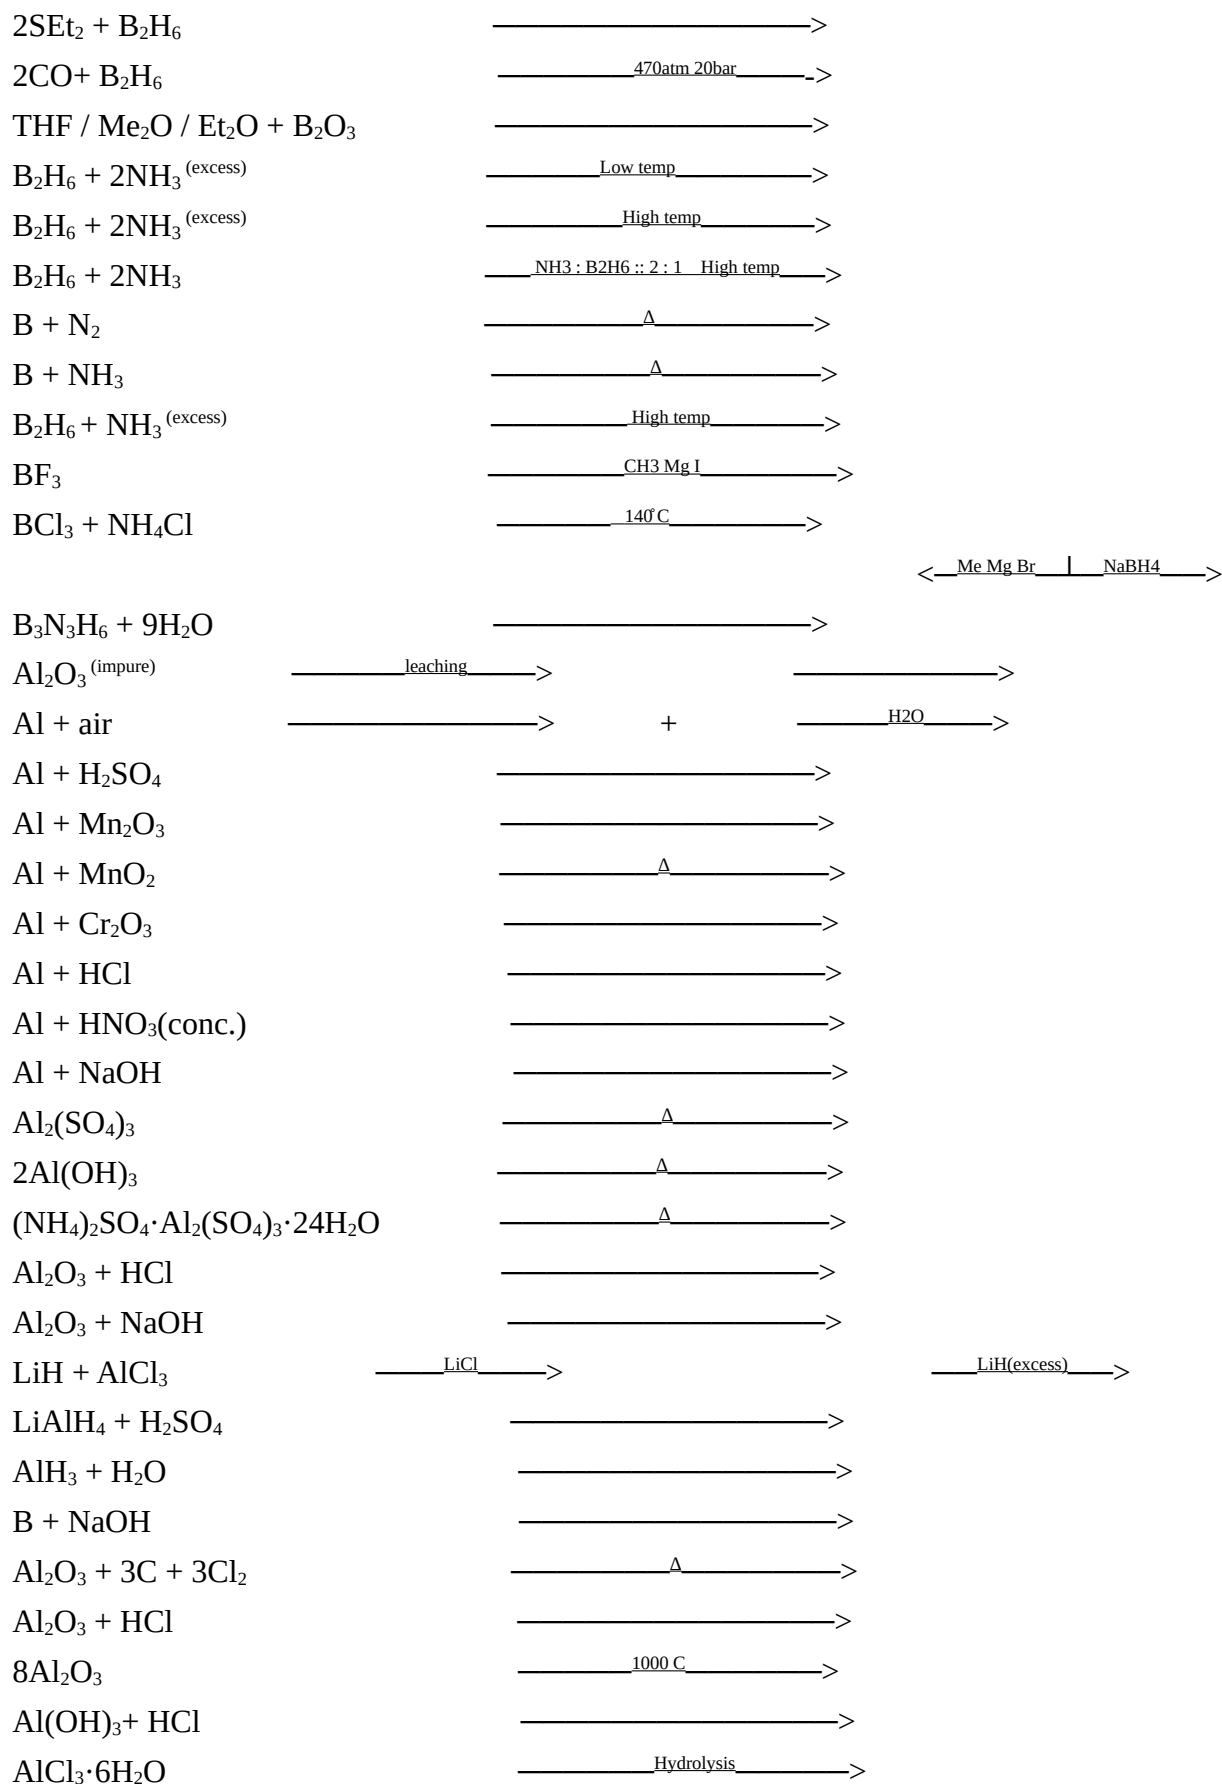 2SEt₂ + B₂H₆ ——————————————>
2CO+ B₂H₆ ——————470atm 20bar———-->
THF / Me₂O / Et₂O + B₂O₃ ——————————————>
B₂H₆ + 2NH₃ (excess) —————Low temp——————>
B₂H₆ + 2NH₃ (excess) ——————High temp—————>
B₂H₆ + 2NH₃ —— NH3 : B2H6 :: 2 : 1 High temp——>
B + N₂ ———————Δ———————>
B + NH₃ ———————Δ———————>
B₂H₆ + NH₃ (excess) —————— High temp—————>
BF₃ ——————CH3 Mg I——————>
BCl₃ + NH₄Cl ————— 140°C——————>
<—Me Mg Br——|——NaBH4——>
B₃N₃H₆ + 9H₂O ——————————————>
Al₂O₃ (impure) —————leaching———> —————————>
Al + air ———————————> + ————H2O———>
Al + H₂SO₄ ——————————————>
Al + Mn₂O₃ ——————————————>
Al + MnO₂ ———————Δ———————>
Al + Cr₂O₃ ——————————————>
Al + HCl ——————————————>
Al + HNO₃(conc.) ——————————————>
Al + NaOH ——————————————>
Al₂(SO₄)₃ ———————Δ———————>
2Al(OH)₃ ———————Δ———————>
(NH₄)₂SO₄·Al₂(SO₄)₃·24H₂O ———————Δ———————>
Al₂O₃ + HCl ——————————————>
Al₂O₃ + NaOH ——————————————>
LiH + AlCl₃ ———LiCl———> ——LiH(excess)——>
LiAlH₄ + H₂SO₄ ——————————————>
AlH₃ + H₂O ——————————————>
B + NaOH ——————————————>
Al₂O₃ + 3C + 3Cl₂ ———————Δ———————>
Al₂O₃ + HCl ——————————————>
8Al₂O₃ —————1000 C——————>
Al(OH)₃+ HCl ——————————————>
AlCl₃·6H₂O ——————Hydrolysis—————>